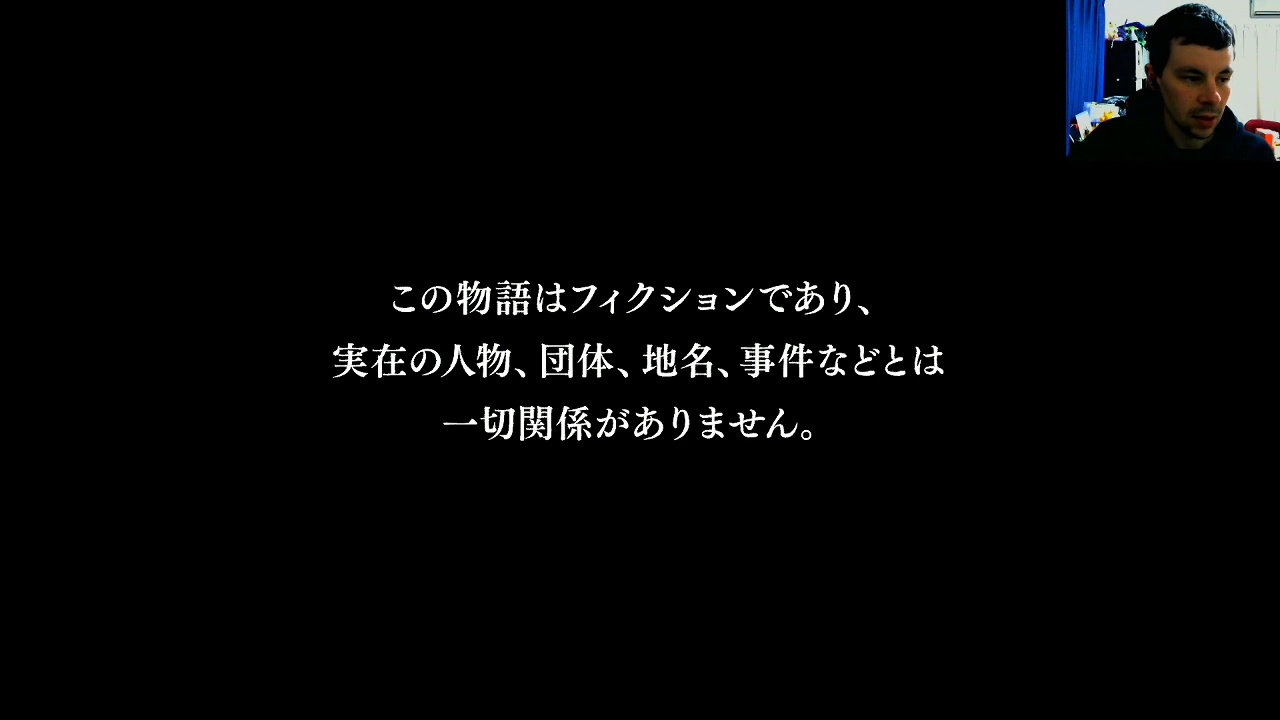 この物語はフィクションであり、
実在の人物、団体、地名、事件などとは
一切関係がありません。